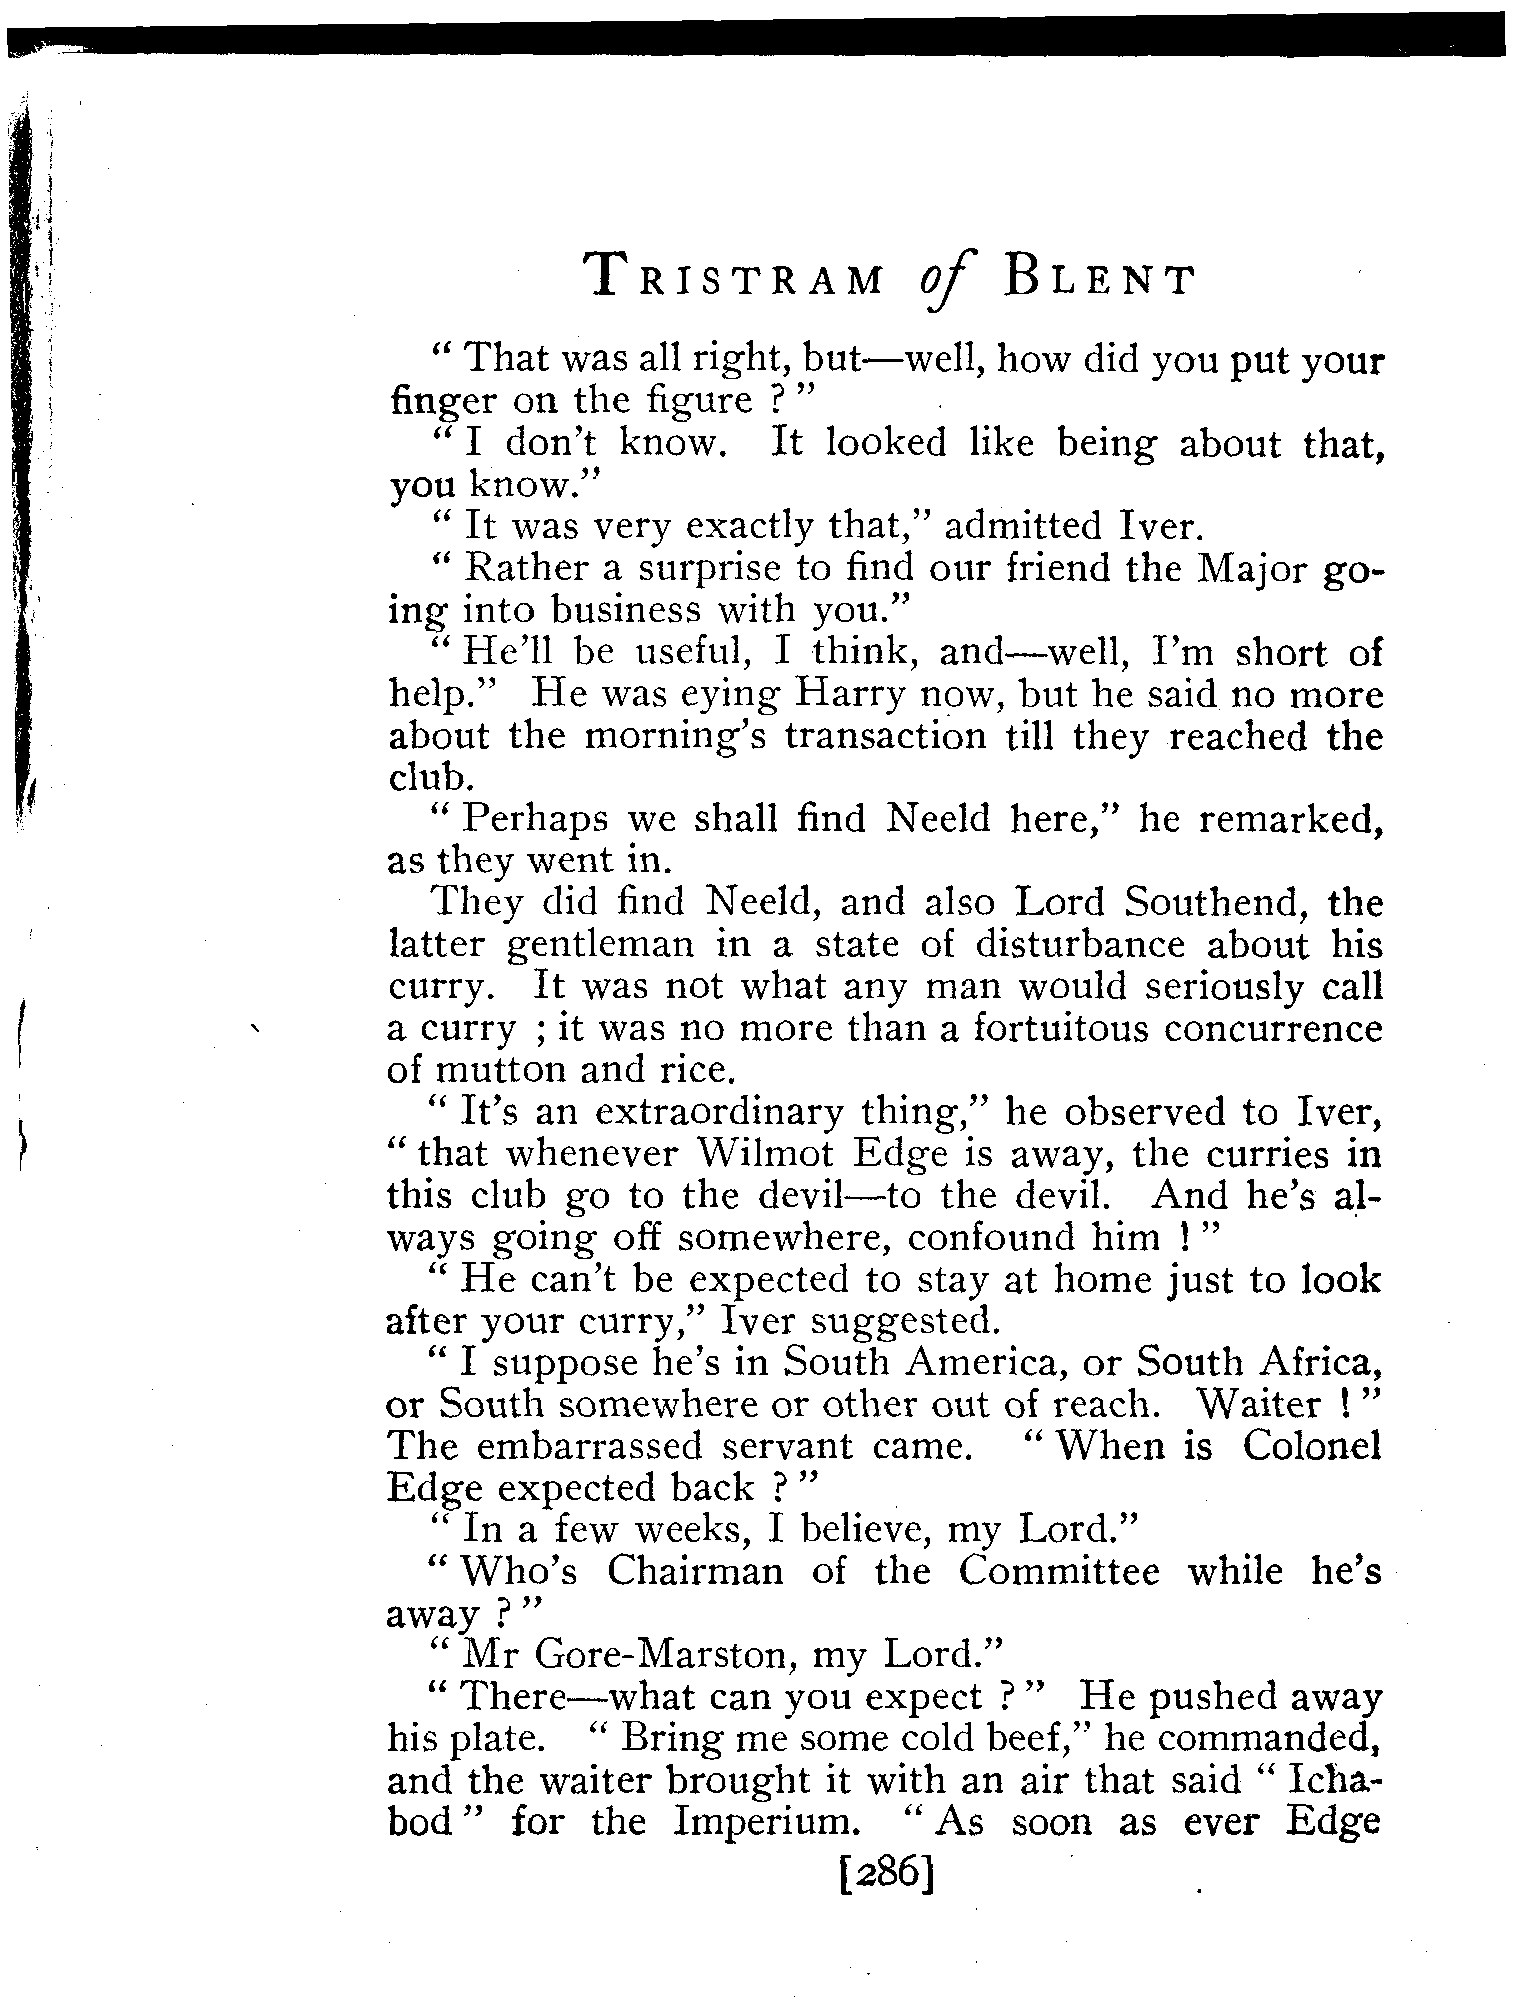 TRISTRAM of BLENT
“ That was all right, but—well, how did you put your
finger on the figure ? ”
“ I don't know. It looked like being about that,
you know.”
“ It was very exactly that,” admitted Iver.
“ Rather a surprise to find our friend the Major go-
ing into business with you.”
“ He'll be useful, I think, and—well, I'm short of
help.” He was eying Harry now, but he said no more
about the morning's transaction till they reached the
club.
“ Perhaps we shall find Neeld here,” he remarked,
as they went in.
They did find Neeld, and also Lord Southend, the
latter gentleman in a state of disturbance about his
curry. It was not what any man would seriously call
a curry ; it was no more than a fortuitous concurrence
of mutton and rice.
“ It's an extraordinary thing,” he observed to Iver,
“ that whenever Wilmot Edge is away, the curries in
this club go to the devil—to the devil. And he's al-
ways going off somewhere, confound him ! ”
“ He can't be expected to stay at home just to look
after your curry,” Iver suggested.
“ I suppose he's in South America, or South Africa,
or South somewhere or other out of reach. Waiter ! ”
The embarrassed servant came. “ When is Colonel
Edge expected back ? ”
“ In a few weeks, I believe, my Lord.”
“ Who's Chairman of the Committee while he's
away ? ”
“ Mr Gore-Marston, my Lord.”
“ There—what can you expect ? ” He pushed away
his plate. “ Bring me some cold beef,” he commanded,
and the waiter brought it with an air that said “ Icha-
bod ” for the Imperium. “ As soon as ever Edge
[286]